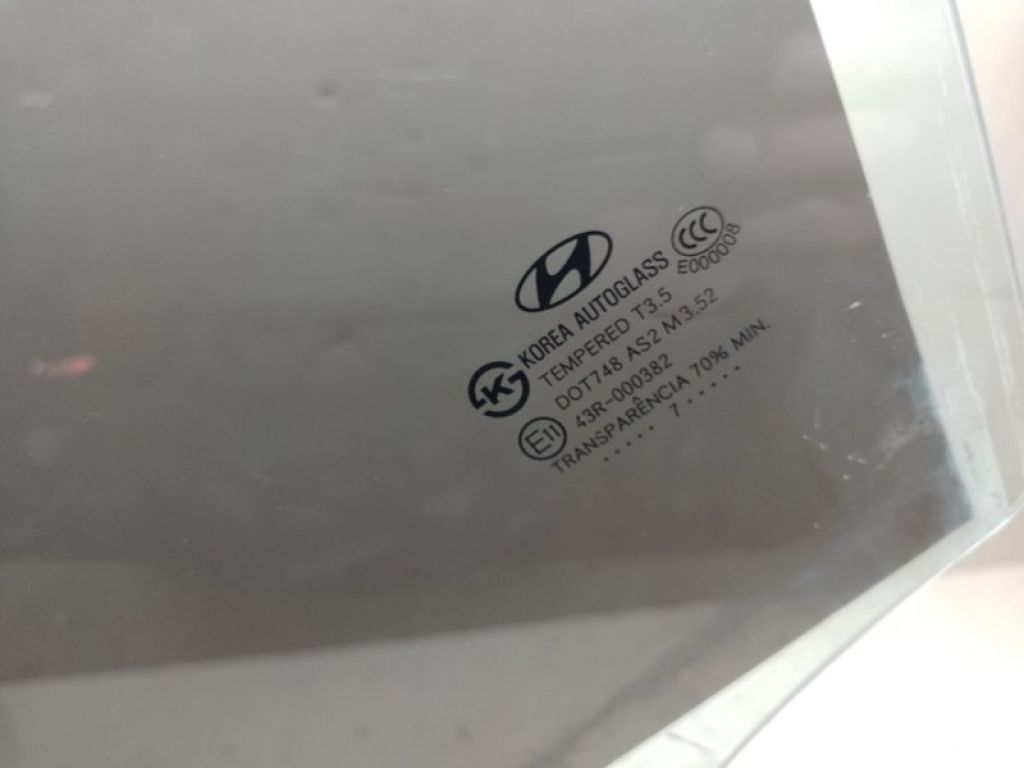 CCC
E000008
KOREA AUTOGLASS
TEMPERED T3.5
DOT748 AS2 M3.52
43R-000382
E11
TRANSPARÊNCIA 70% MIN.
.... 7 .....